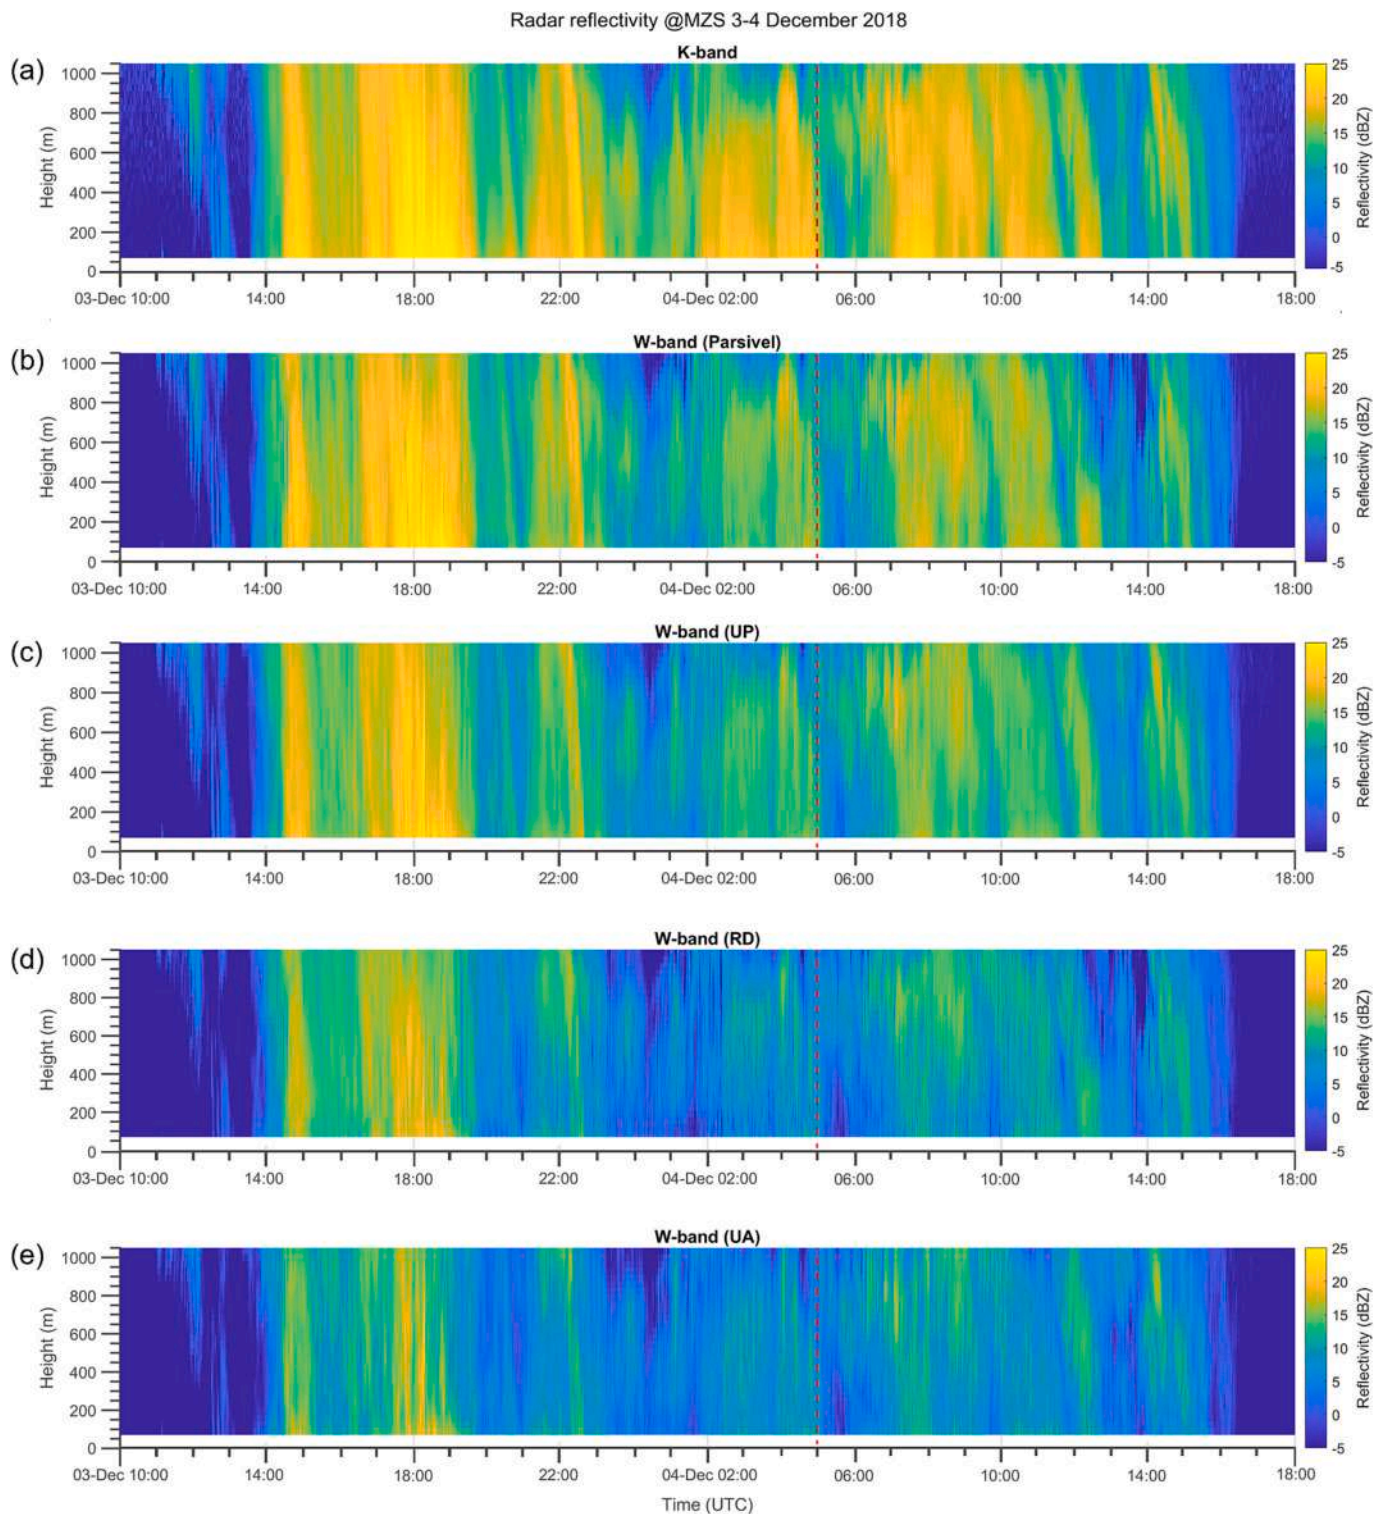 Radar reflectivity @MZS 3-4 December 2018
K-band
(a)
Height (m)
1000
800
600
400
200
0
03-Dec 10:00 14:00 18:00 22:00 04-Dec 02:00 06:00 10:00 14:00 18:00
25
20
15
10
5
0
-5
Reflectivity (dBZ)
W-band (Parsivel)
(b)
Height (m)
1000
800
600
400
200
0
03-Dec 10:00 14:00 18:00 22:00 04-Dec 02:00 06:00 10:00 14:00 18:00
25
20
15
10
5
0
-5
Reflectivity (dBZ)
W-band (UP)
(c)
Height (m)
1000
800
600
400
200
0
03-Dec 10:00 14:00 18:00 22:00 04-Dec 02:00 06:00 10:00 14:00 18:00
25
20
15
10
5
0
-5
Reflectivity (dBZ)
W-band (RD)
(d)
Height (m)
1000
800
600
400
200
0
03-Dec 10:00 14:00 18:00 22:00 04-Dec 02:00 06:00 10:00 14:00 18:00
25
20
15
10
5
0
-5
Reflectivity (dBZ)
W-band (UA)
(e)
Height (m)
1000
800
600
400
200
0
03-Dec 10:00 14:00 18:00 22:00 04-Dec 02:00 06:00 10:00 14:00 18:00
25
20
15
10
5
0
-5
Reflectivity (dBZ)
Time (UTC)